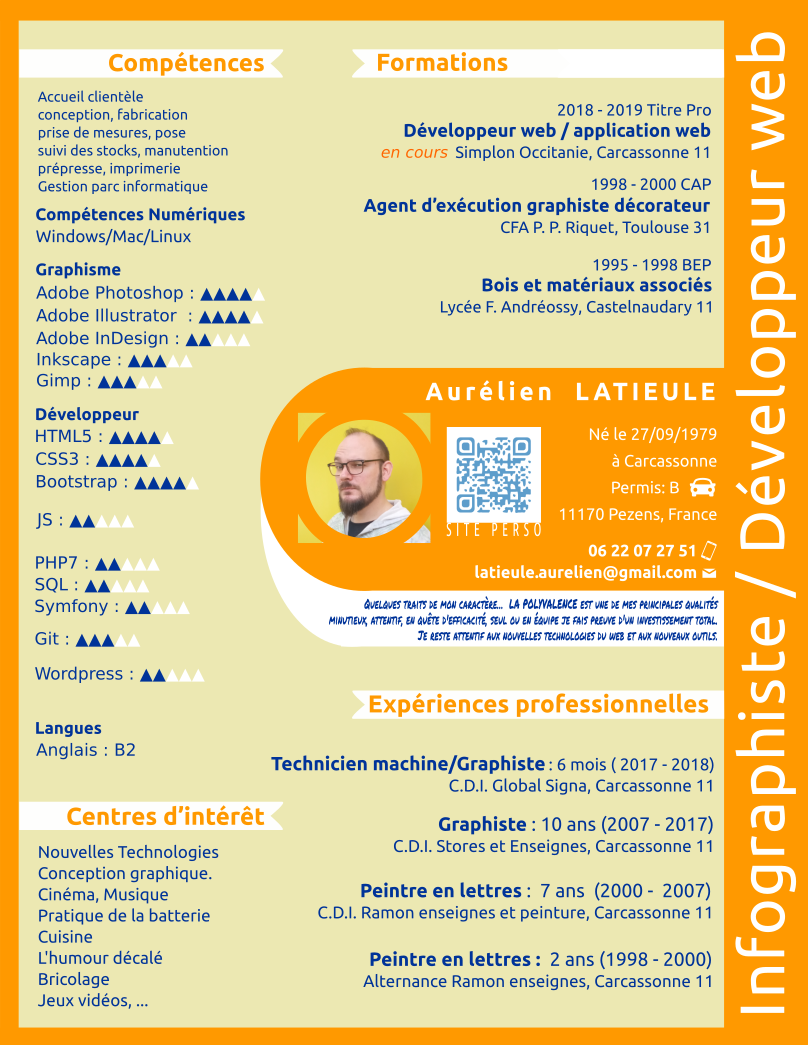 Compétences
Accueil clientèle
conception, fabrication
prise de mesures, pose
suivi des stocks, manutention
prépresse, imprimerie
Gestion parc informatique
Compétences Numériques
Windows/Mac/Linux
Graphisme
Adobe Photoshop :
Adobe Illustrator :
Adobe InDesign :
Inkscape :
Gimp :
Développeur
HTML5 :
CSS3 :
Bootstrap :
JS :
PHP7 :
SQL :
Symfony :
Git :
Wordpress :
Langues
Anglais : B2
Centres d’intérêt
Nouvelles Technologies
Conception graphique.
Cinéma, Musique
Pratique de la batterie
Cuisine
L'humour décalé
Bricolage
Jeux vidéos, ...
Formations
2018 - 2019 Titre Pro
Développeur web / application web
en cours Simplon Occitanie, Carcassonne 11
1998 - 2000 CAP
Agent d’exécution graphiste décorateur
CFA P. P. Riquet, Toulouse 31
1995 - 1998 BEP
Bois et matériaux associés
Lycée F. Andréossy, Castelnaudary 11
Aurélien LATIEULE
Né le 27/09/1979
à Carcassonne
Permis: B
11170 Pezens, France
SITE PERSO
06 22 07 27 51
latieule.aurelien@gmail.com
Quelques traits de mon caractère... LA POLYVALENCE est une de mes principales qualités
minutieux, attentif, en quête d'efficacité, seul ou en équipe je fais preuve d'un investissement total.
Je reste attentif aux nouvelles technologies du web et aux nouveaux outils.
Expériences professionnelles
Technicien machine/Graphiste : 6 mois ( 2017 - 2018)
C.D.I. Global Signa, Carcassonne 11
Graphiste : 10 ans (2007 - 2017)
C.D.I. Stores et Enseignes, Carcassonne 11
Peintre en lettres : 7 ans (2000 - 2007)
C.D.I. Ramon enseignes et peinture, Carcassonne 11
Peintre en lettres : 2 ans (1998 - 2000)
Alternance Ramon enseignes, Carcassonne 11
Infographiste / Développeur web